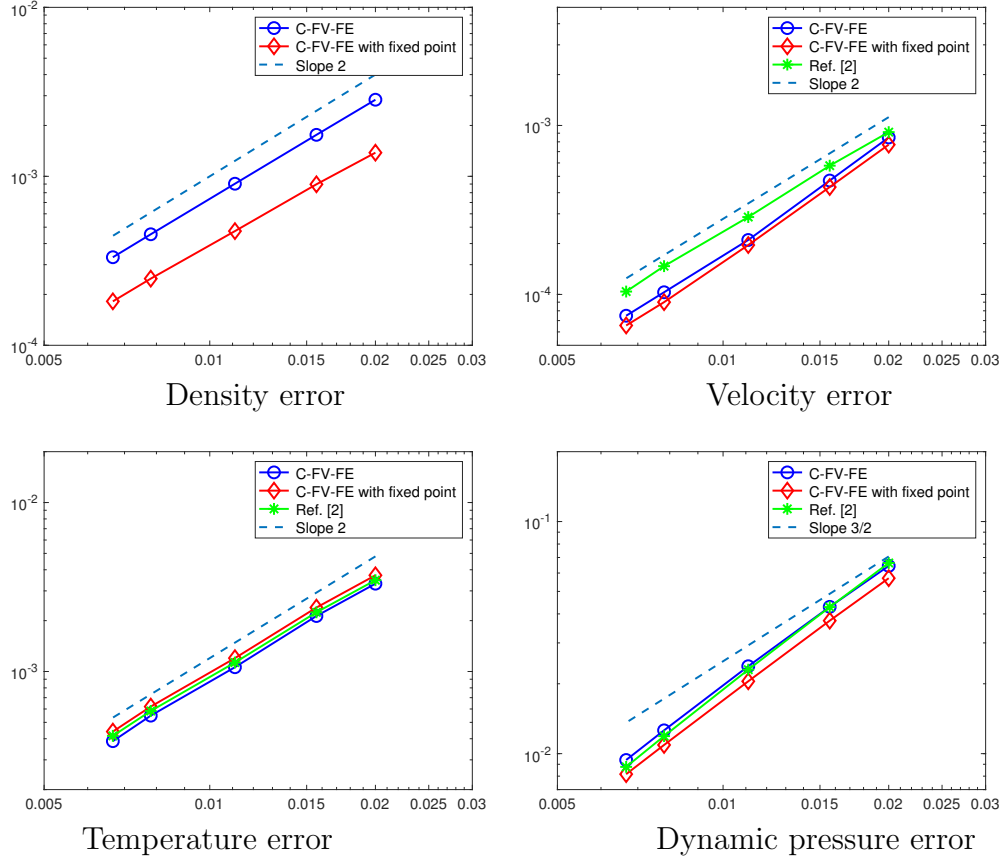 10^-2
10^-3
10^-4
0.005
0.01
0.015
0.02
0.025
0.03
C-FV-FE
C-FV-FE with fixed point
Slope 2
Density error
10^-3
10^-4
0.005
0.01
0.015
0.02
0.025
0.03
C-FV-FE
C-FV-FE with fixed point
Ref. [2]
Slope 2
Velocity error
10^-2
10^-3
0.005
0.01
0.015
0.02
0.025
0.03
C-FV-FE
C-FV-FE with fixed point
Ref. [2]
Slope 2
Temperature error
10^-1
10^-2
0.005
0.01
0.015
0.02
0.025
0.03
C-FV-FE
C-FV-FE with fixed point
Ref. [2]
Slope 3/2
Dynamic pressure error